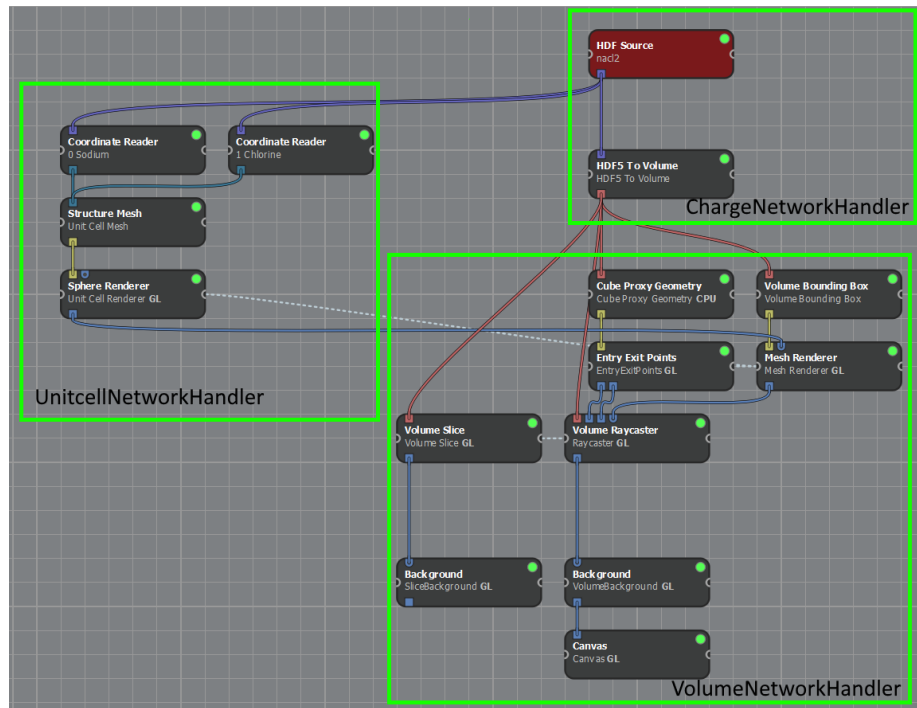 HDF Source
nacl2
Coordinate Reader
0 Sodium
Coordinate Reader
1 Chlorine
HDF5 To Volume
HDF5 To Volume
ChargeNetworkHandler
Structure Mesh
Unit Cell Mesh
Sphere Renderer
Unit Cell Renderer GL
Cube Proxy Geometry
Cube Proxy Geometry CPU
Volume Bounding Box
Volume Bounding Box
Entry Exit Points
EntryExitPoints GL
Mesh Renderer
Mesh Renderer GL
UnitcellNetworkHandler
Volume Slice
Volume Slice GL
Volume Raycaster
Raycaster GL
Background
SliceBackground GL
Background
VolumeBackground GL
Canvas
Canvas GL
VolumeNetworkHandler